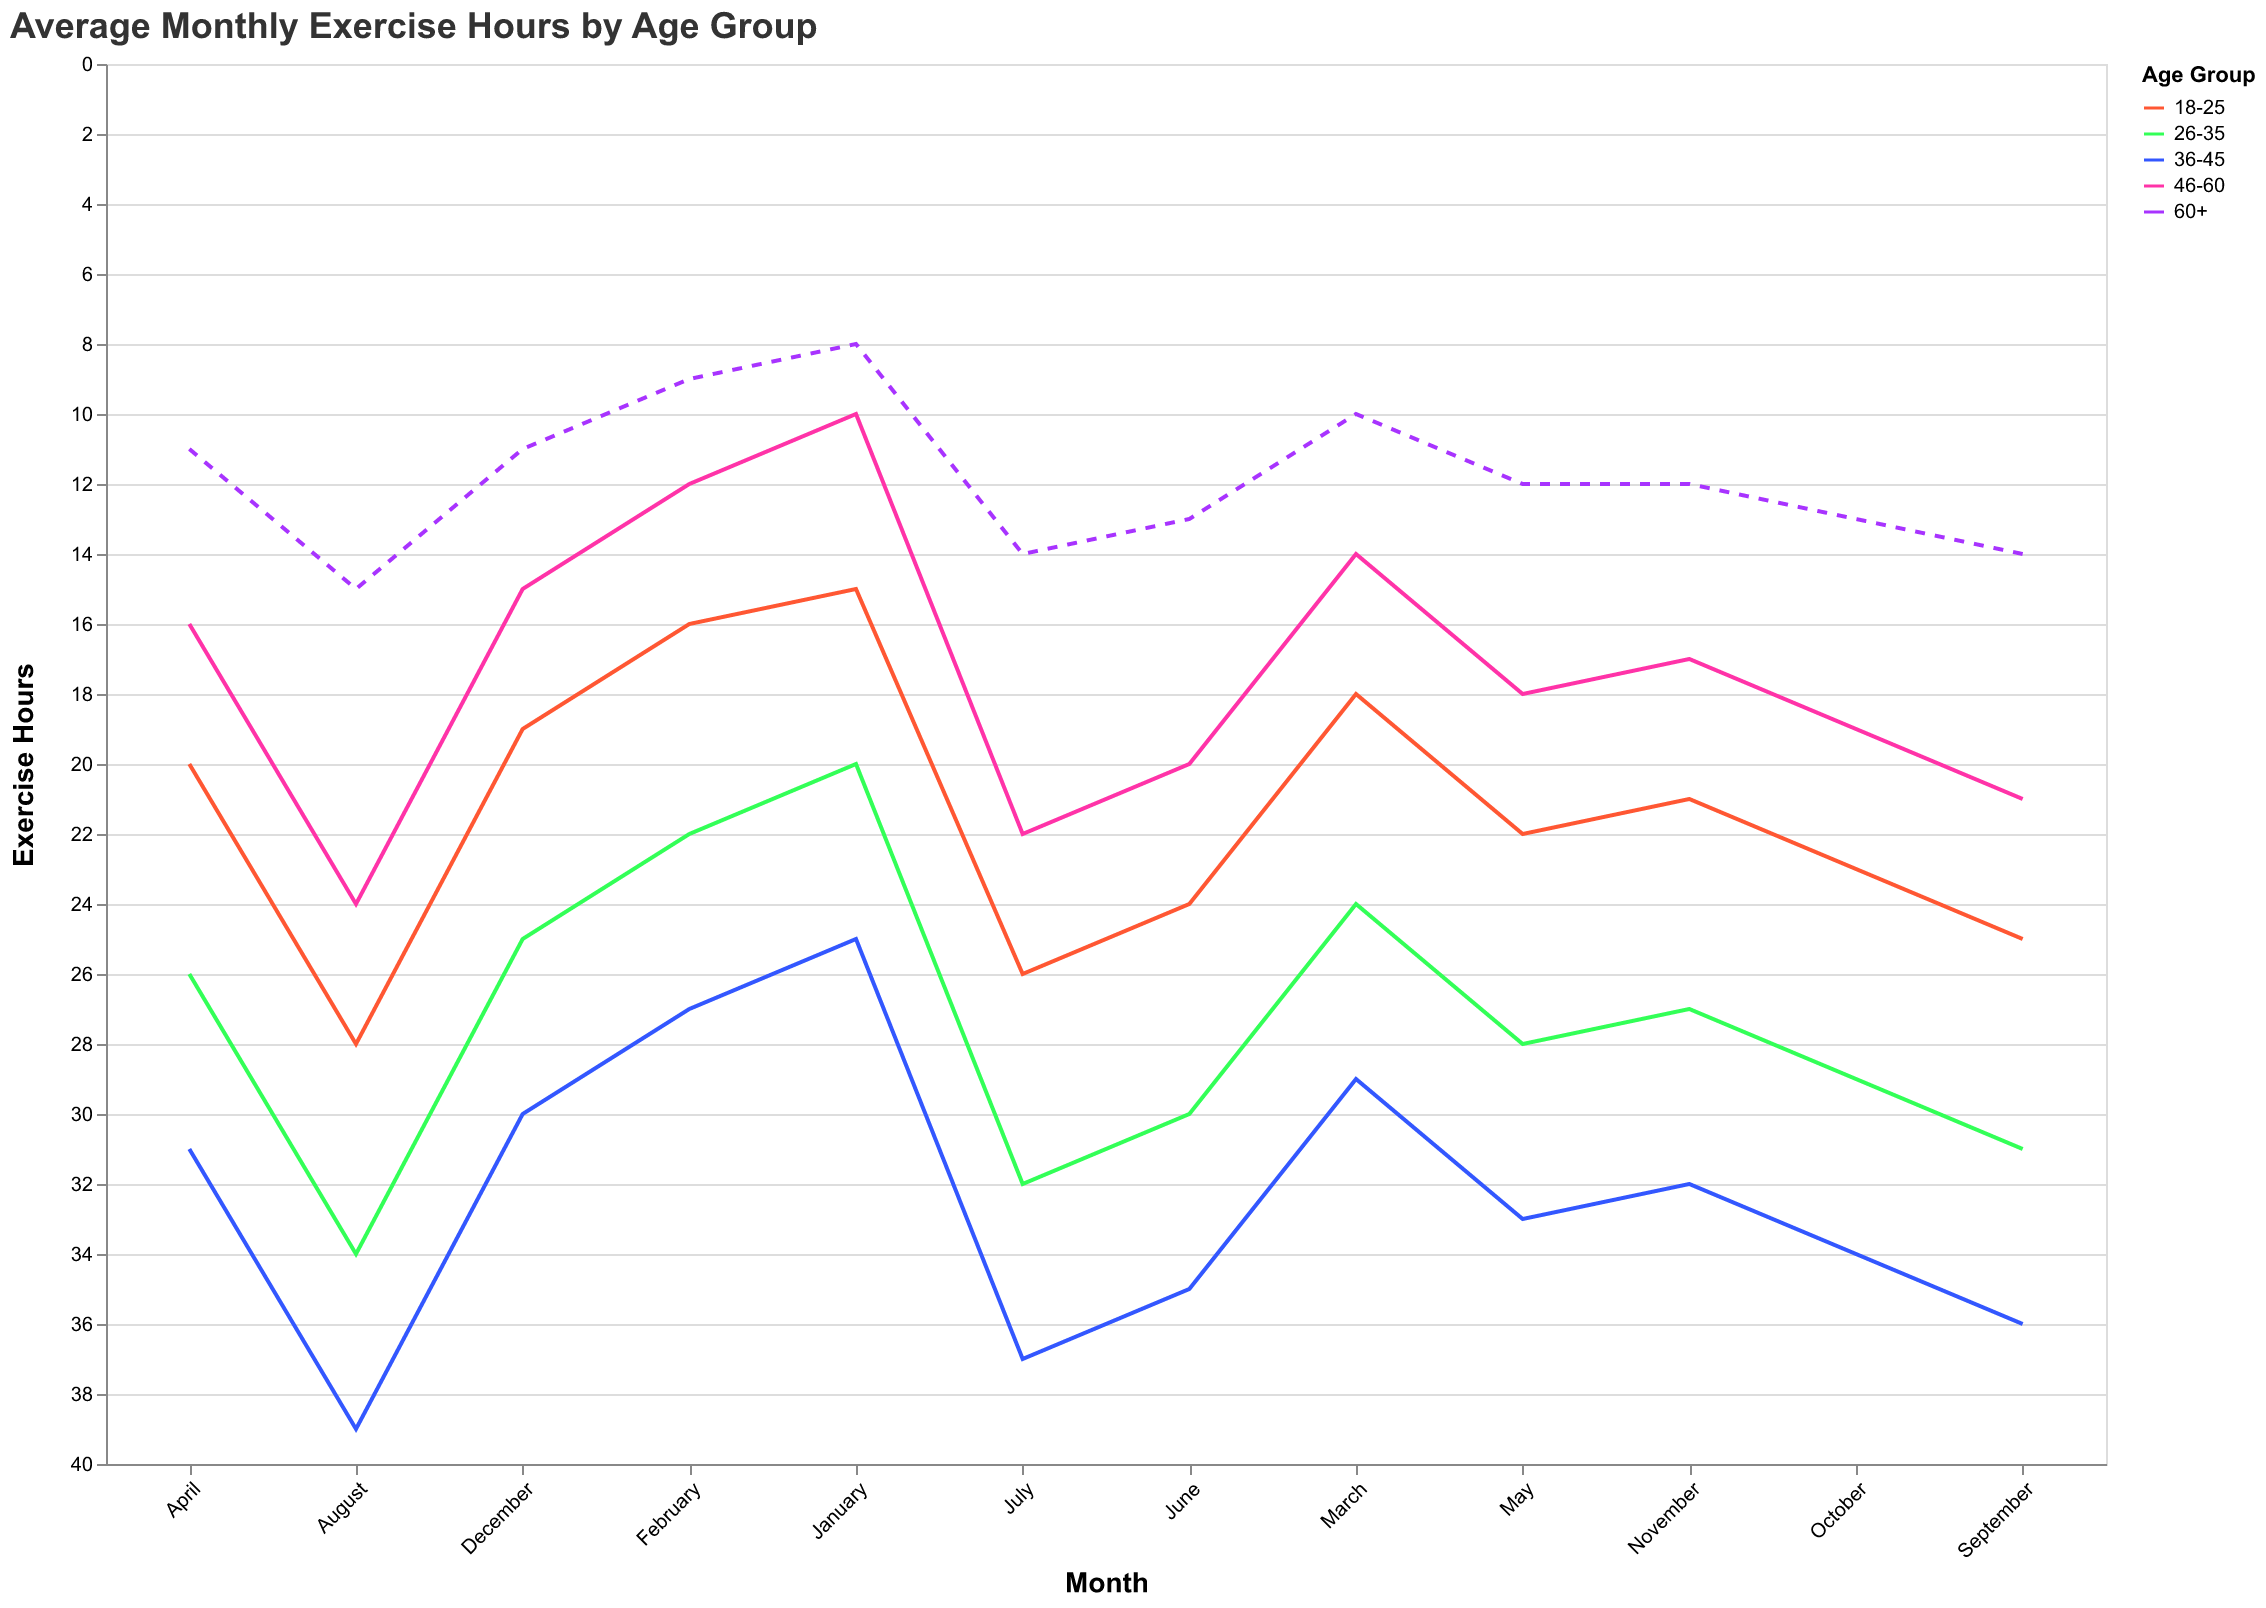 Average Monthly Exercise Hours by Age Group
Exercise Hours
0
2
4
6
8
10
12
14
16
18
20
22
24
26
28
30
32
34
36
38
40
April
August
December
February
January
July
June
March
May
November
October
September
Month
Age Group
18-25
26-35
36-45
46-60
60+